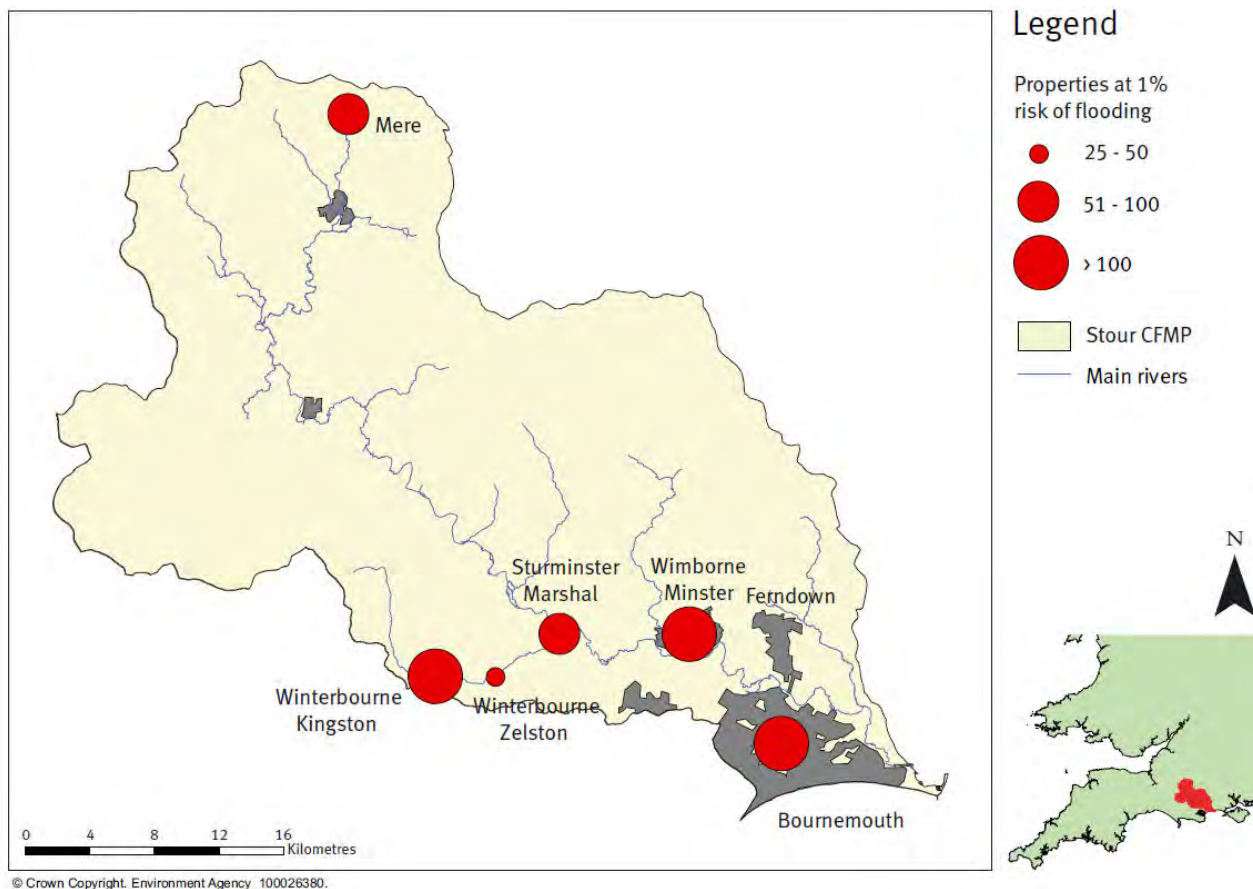 Mere
Sturminster
Marshal
Wimborne
Minster
Ferndown
Winterbourne
Kingston
Winterbourne
Zelston
Bournemouth
0 4 8 12 16
Kilometres
© Crown Copyright. Environment Agency 100026380.
Legend
Properties at 1%
risk of flooding
25 - 50
51 - 100
> 100
Stour CFMP
Main rivers
N